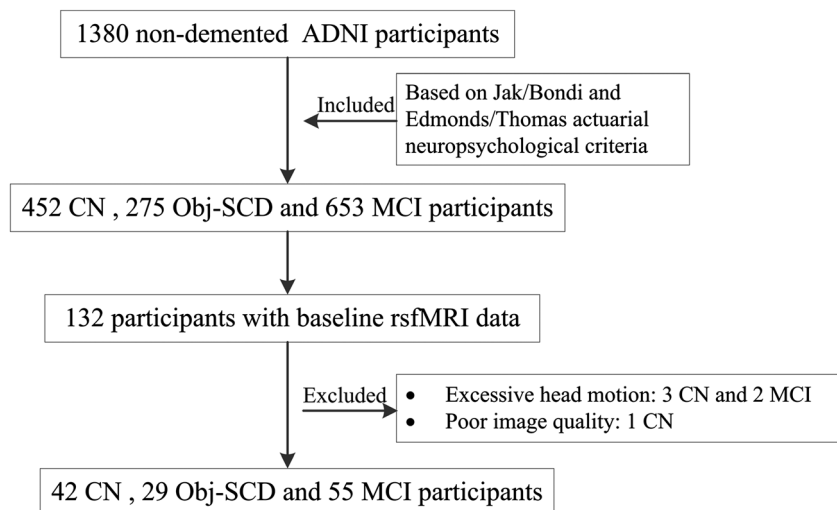 1380 non-demented ADNI participants
Included
Based on Jak/Bondi and
Edmonds/Thomas actuarial
neuropsychological criteria
452 CN , 275 Obj-SCD and 653 MCI participants
132 participants with baseline rsfMRI data
Excluded
• Excessive head motion: 3 CN and 2 MCI
• Poor image quality: 1 CN
42 CN , 29 Obj-SCD and 55 MCI participants